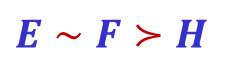 E ∼ F ≻ H